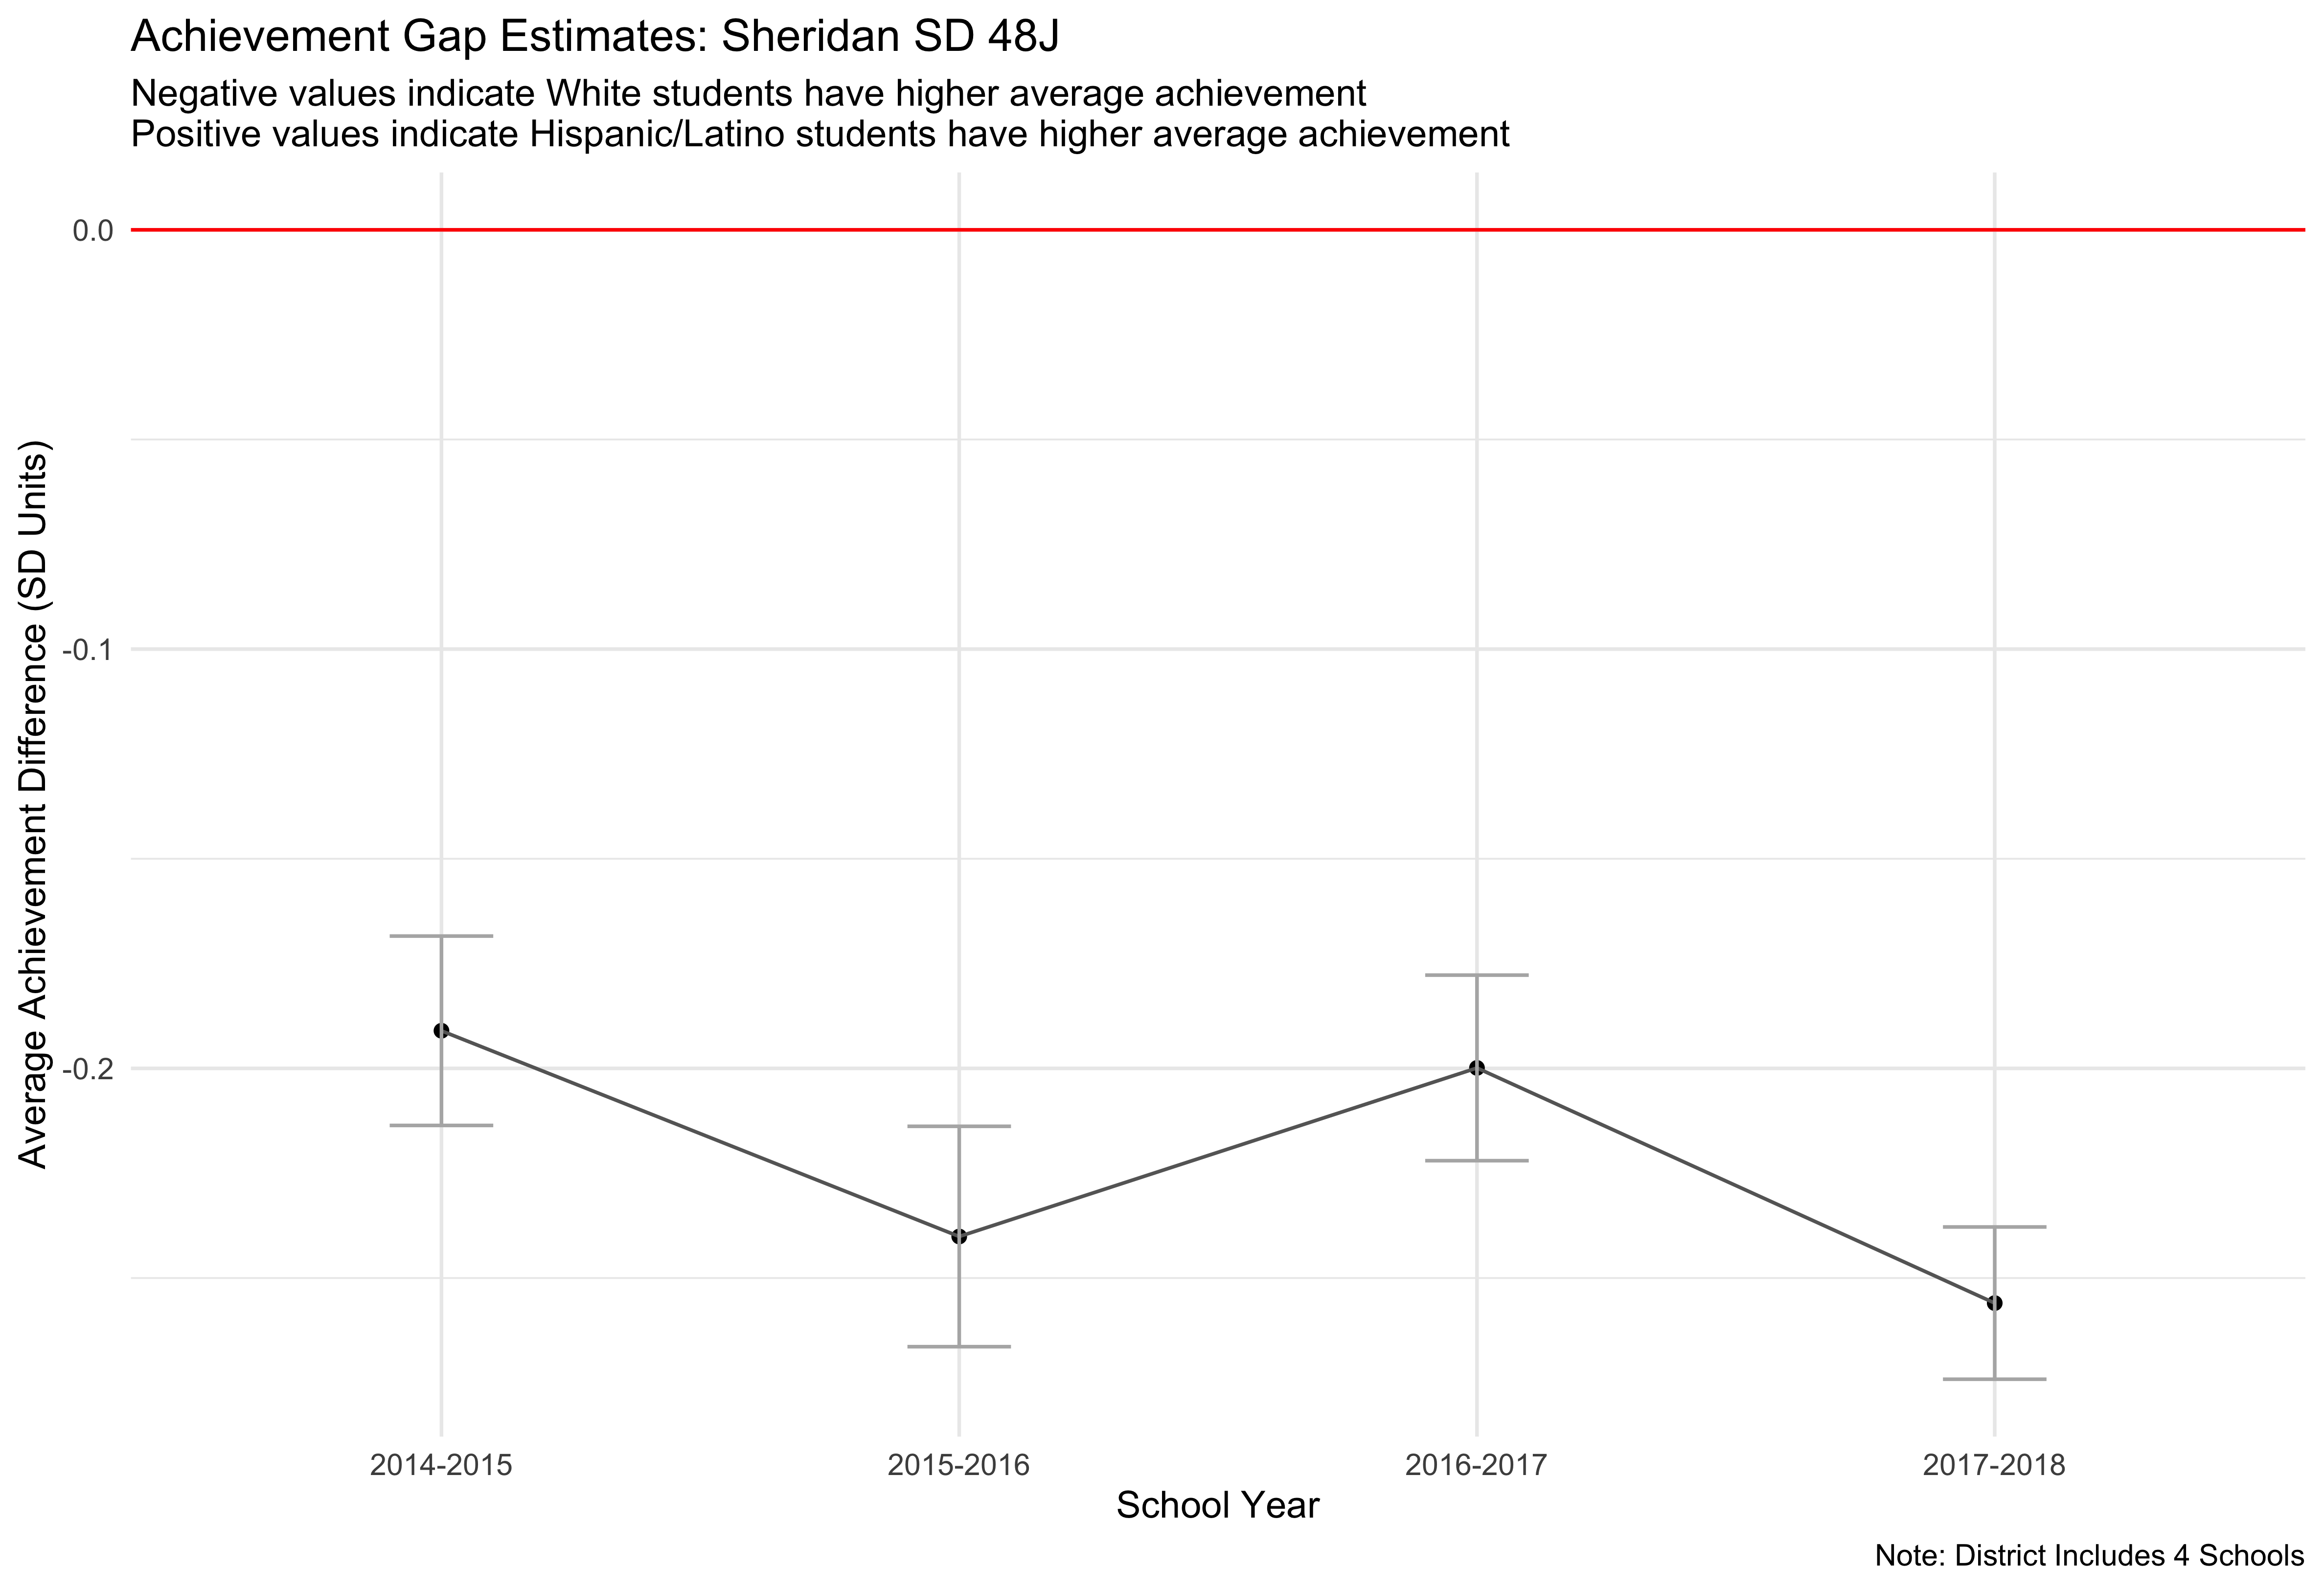 Achievement Gap Estimates: Sheridan SD 48J
Negative values indicate White students have higher average achievement
Positive values indicate Hispanic/Latino students have higher average achievement
Average Achievement Difference (SD Units)
0.0
-0.1
-0.2
2014-2015
2015-2016
2016-2017
2017-2018
School Year
Note: District Includes 4 Schools